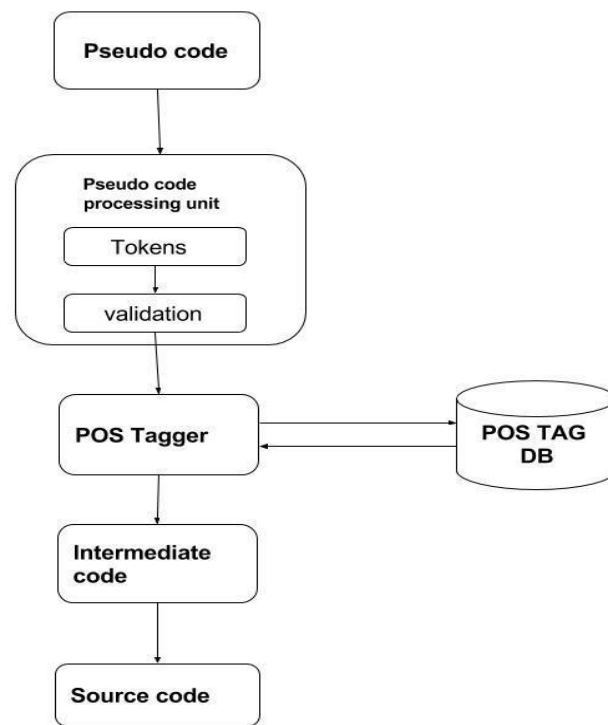 Pseudo code
Pseudo code
processing unit
Tokens
validation
POS Tagger
POS TAG
DB
Intermediate
code
Source code